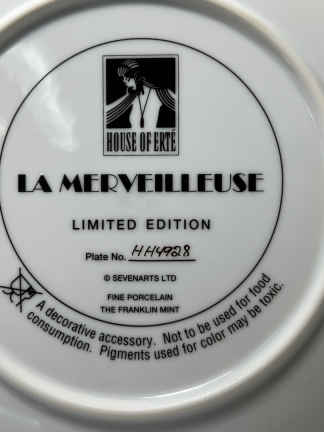 HOUSE OF ERTÉ
LA MERVEILLEUSE
LIMITED EDITION
Plate No. HH4928
© SEVENARTS LTD
FINE PORCELAIN
THE FRANKLIN MINT
A decorative accessory. Not to be used for food
consumption. Pigments used for color may be toxic.